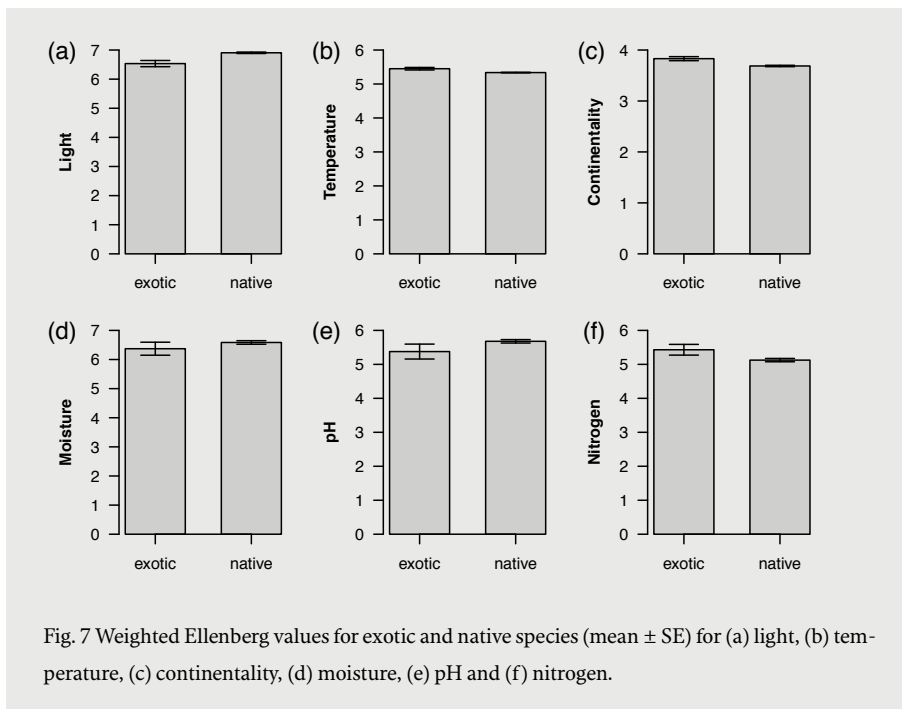 (a)
7
6
5
4
3
2
1
0
Light
exotic native
(b)
6
5
4
3
2
1
0
Temperature
exotic native
(c)
4
3
2
1
0
Continentality
exotic native
(d)
7
6
5
4
3
2
1
0
Moisture
exotic native
(e)
6
5
4
3
2
1
0
pH
exotic native
(f)
6
5
4
3
2
1
0
Nitrogen
exotic native
Fig. 7 Weighted Ellenberg values for exotic and native species (mean ± SE) for (a) light, (b) tem-
perature, (c) continentality, (d) moisture, (e) pH and (f) nitrogen.